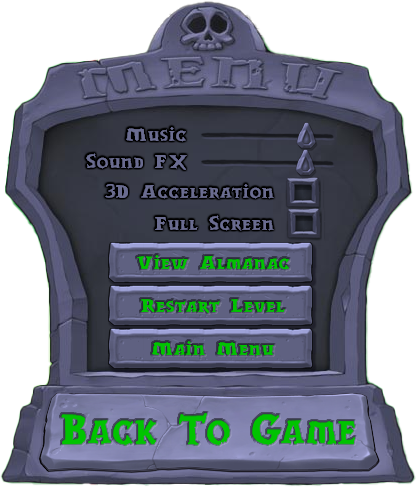 MENU
Music
Sound FX
3D Acceleration
Full Screen
View Almanac
Restart Level
Main Menu
Back To Game